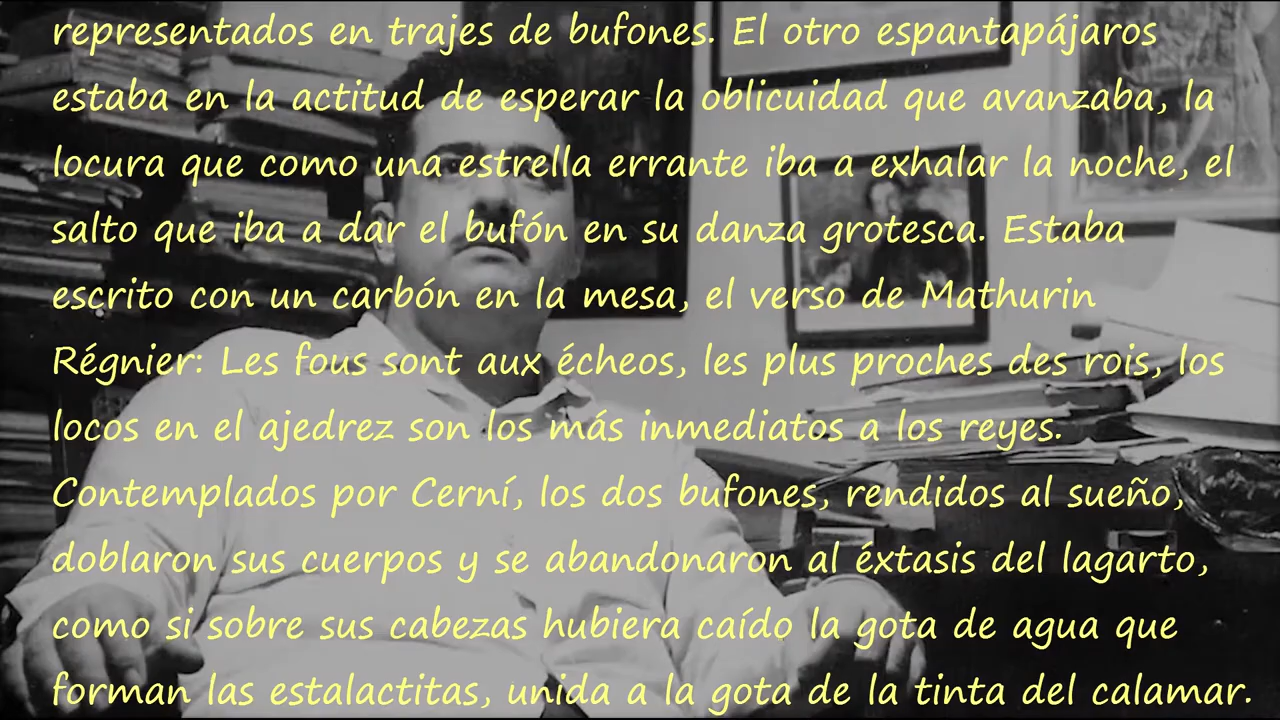 representados en trajes de bufones. El otro espantapájaros
estaba en la actitud de esperar la oblicuidad que avanzaba, la
locura que como una estrella errante iba a exhalar la noche, el
salto que iba a dar el bufón en su danza grotesca. Estaba
escrito con un carbón en la mesa, el verso de Mathurin
Régnier: Les fous sont aux écheos, les plus proches des rois, los
locos en el ajedrez son los más inmediatos a los reyes.
Contemplados por Cerní, los dos bufones, rendidos al sueño,
doblaron sus cuerpos y se abandonaron al éxtasis del lagarto,
como si sobre sus cabezas hubiera caído la gota de agua que
forman las estalactitas, unida a la gota de la tinta del calamar.